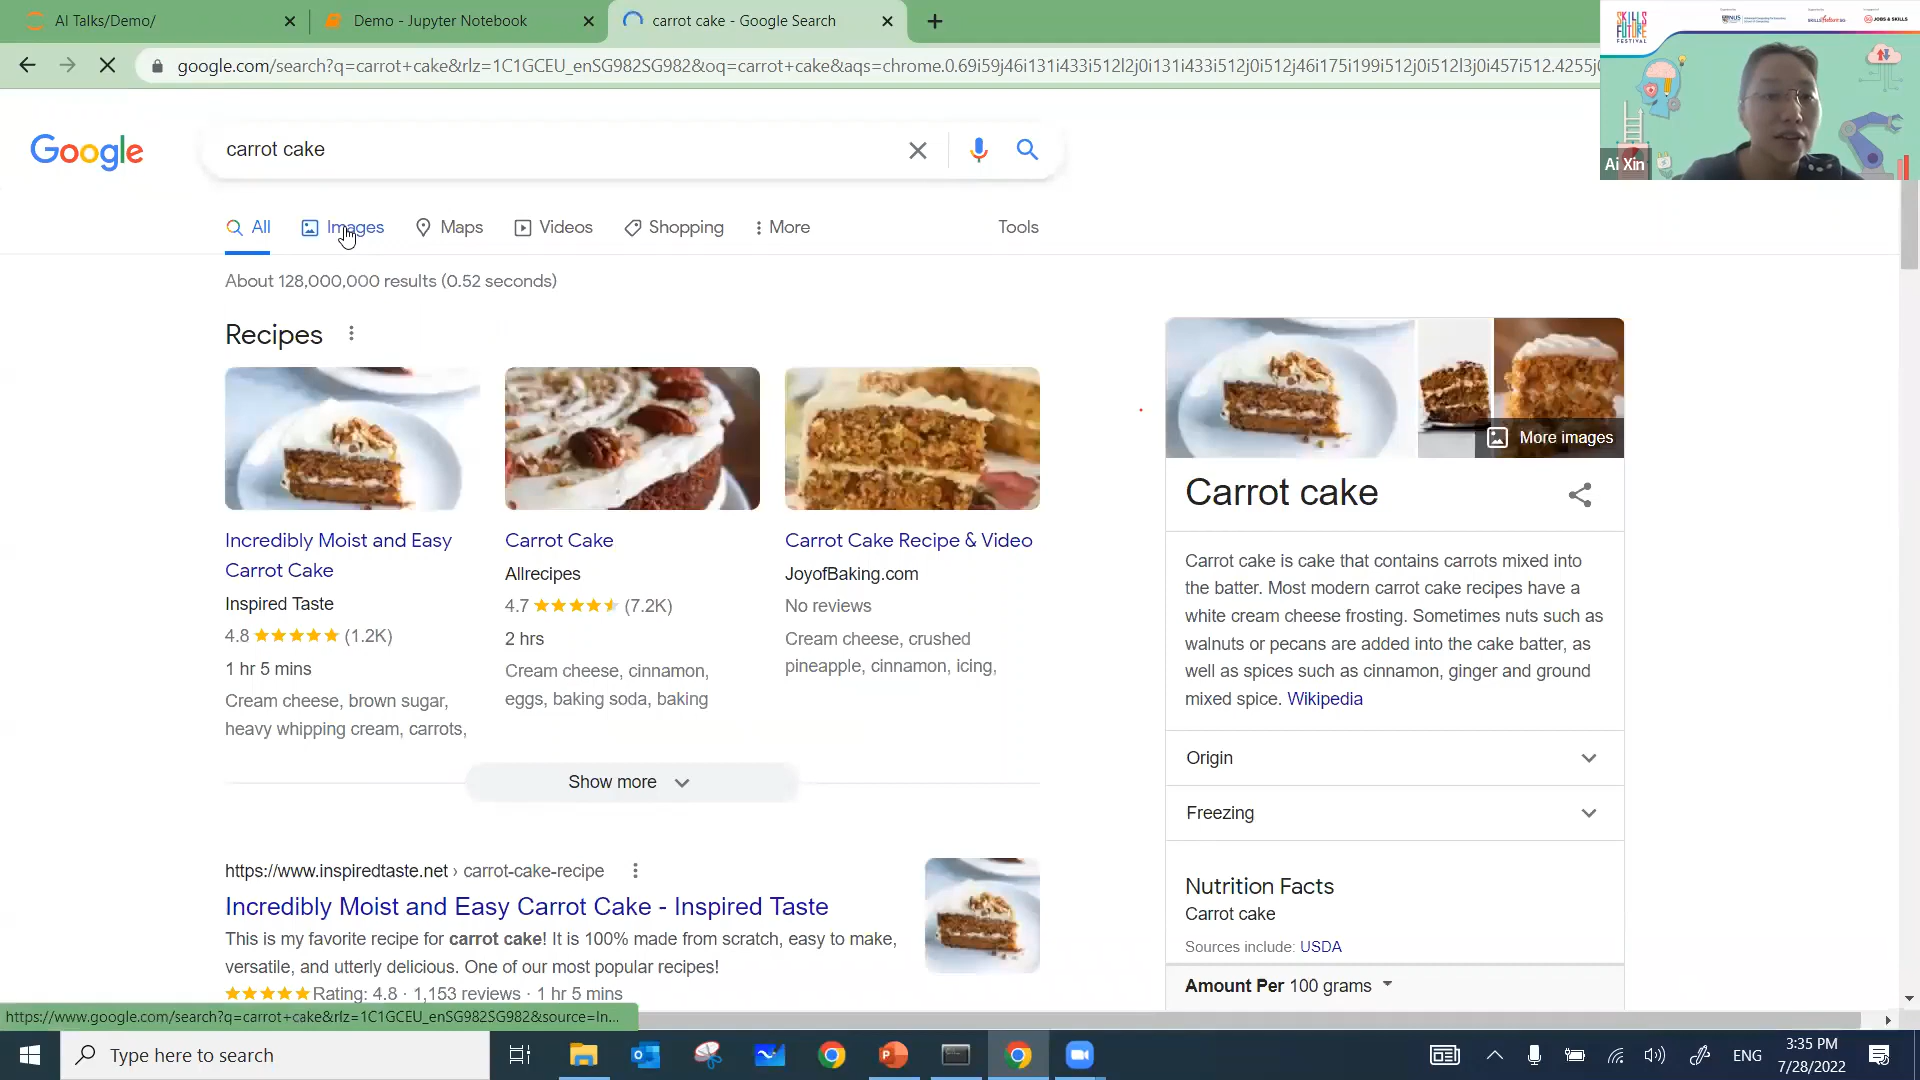 AI Talks/Demo/
Demo - Jupyter Notebook
carrot cake - Google Search
google.com/search?q=carrot+cake&rlz=1C1GCEU_enSG982SG982&oq=carrot+cake&aqs=chrome.0.69i59j46i131i433i512l2j0i131i433i512j0i512j46i175i199i512j0i512l3j0i457i512.4255j0
SKILLS
FUTURE
FESTIVAL
NUS
JOBS & SKILLS
Ai Xin
Google
carrot cake
All
Images
Maps
Videos
Shopping
More
Tools
About 128,000,000 results (0.52 seconds)
Recipes
Incredibly Moist and Easy
Carrot Cake
Inspired Taste
4.8 (1.2K)
1 hr 5 mins
Cream cheese, brown sugar,
heavy whipping cream, carrots,
Carrot Cake
Allrecipes
4.7 (7.2K)
2 hrs
Cream cheese, cinnamon,
eggs, baking soda, baking
Carrot Cake Recipe & Video
JoyofBaking.com
No reviews
Cream cheese, crushed
pineapple, cinnamon, icing,
Show more
https://www.inspiredtaste.net › carrot-cake-recipe
Incredibly Moist and Easy Carrot Cake - Inspired Taste
This is my favorite recipe for carrot cake! It is 100% made from scratch, easy to make,
versatile, and utterly delicious. One of our most popular recipes!
Rating: 4.8 · 1,153 reviews · 1 hr 5 mins
More images
Carrot cake
Carrot cake is cake that contains carrots mixed into
the batter. Most modern carrot cake recipes have a
white cream cheese frosting. Sometimes nuts such as
walnuts or pecans are added into the cake batter, as
well as spices such as cinnamon, ginger and ground
mixed spice. Wikipedia
Origin
Freezing
Nutrition Facts
Carrot cake
Sources include: USDA
Amount Per 100 grams
https://www.google.com/search?q=carrot+cake&rlz=1C1GCEU_enSG982SG982&source=ln...
Type here to search
ENG
3:35 PM
7/28/2022